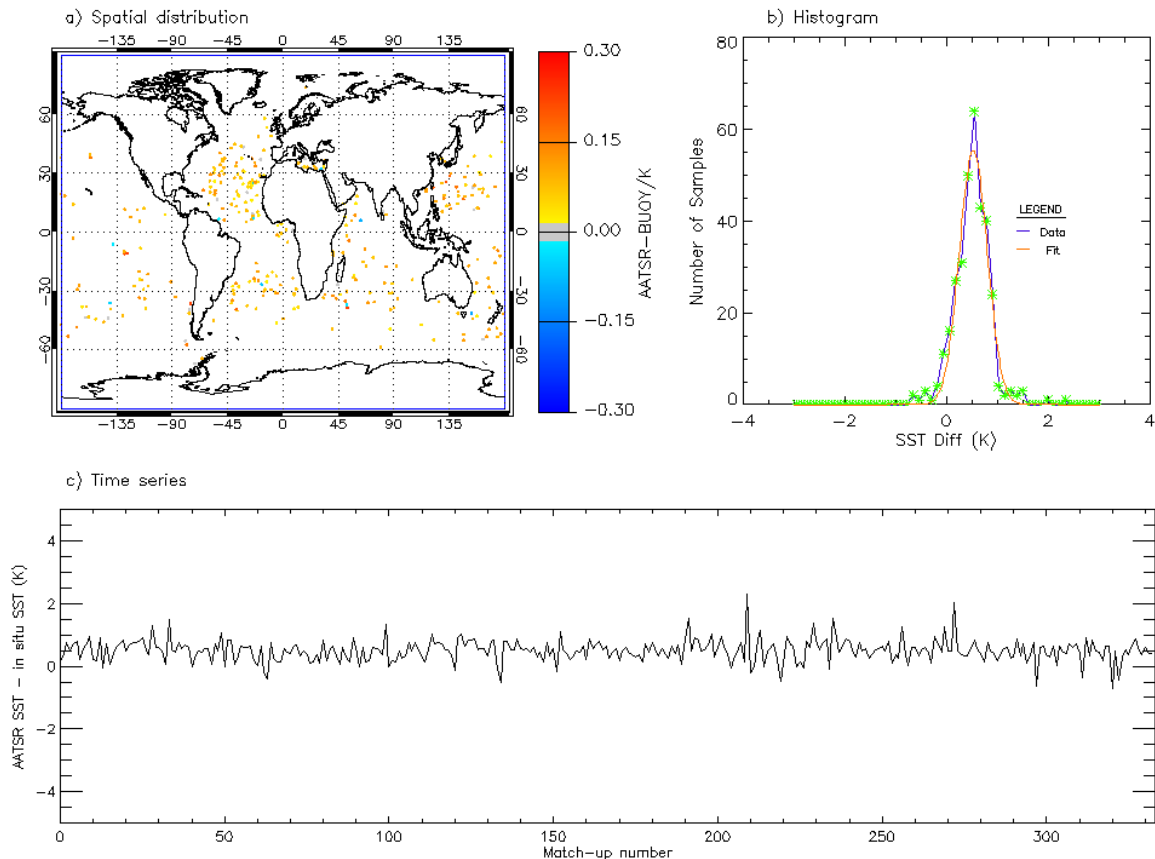 a) Spatial distribution
−135 −90 −45 0 45 90 135
60 30 0 −30 −60
60 30 0 −30 −60
−135 −90 −45 0 45 90 135
0.30
0.15
0.00
−0.15
−0.30
AATSR−BUOY/K
b) Histogram
80
60
40
20
0
Number of Samples
LEGEND
Data
Fit
−4 −2 0 2 4
SST Diff (K)
c) Time series
4
2
0
−2
−4
AATSR SST − in situ SST (K)
0 50 100 150 200 250 300
Match−up number